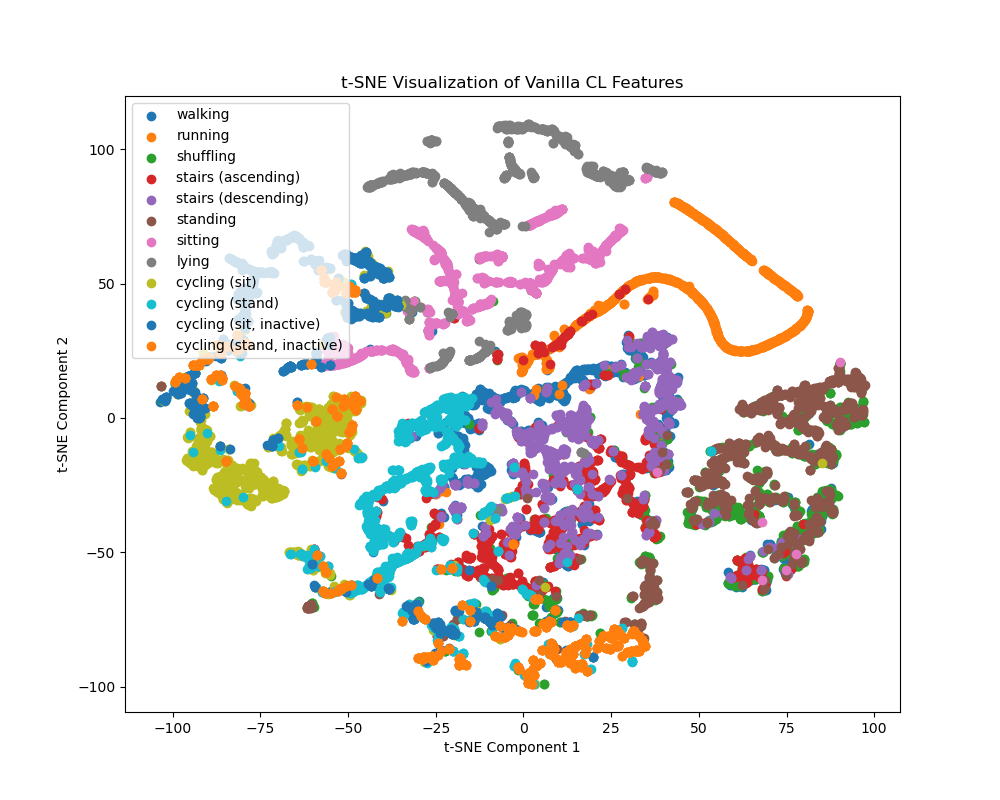 t-SNE Visualization of Vanilla CL Features
walking
running
shuffling
stairs (ascending)
stairs (descending)
standing
sitting
lying
cycling (sit)
cycling (stand)
cycling (sit, inactive)
cycling (stand, inactive)
100
50
0
−50
−100
t-SNE Component 2
−100
−75
−50
−25
0
25
50
75
100
t-SNE Component 1